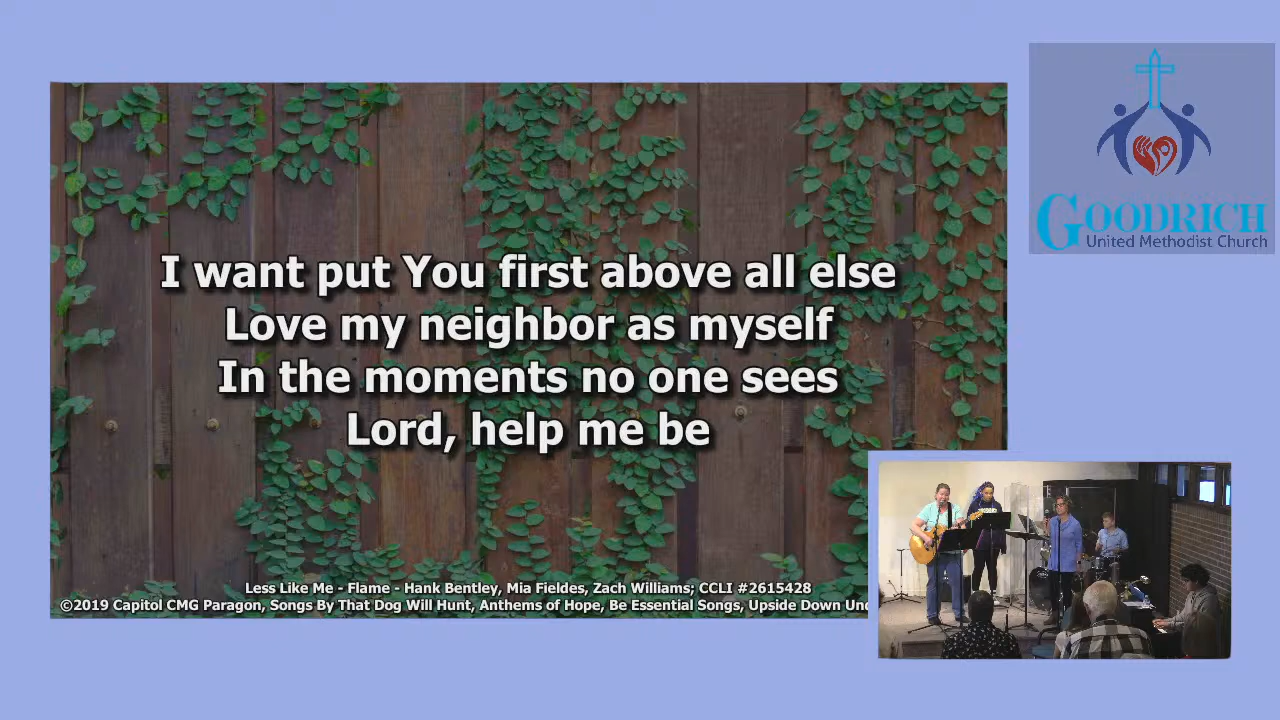 I want put You first above all else
Love my neighbor as myself
In the moments no one sees
Lord, help me be
Less Like Me - Flame - Hank Bentley, Mia Fieldes, Zach Williams; CCLI #2615428
©2019 Capitol CMG Paragon, Songs By That Dog Will Hunt, Anthems of Hope, Be Essential Songs, Upside Down
GOODRICH
United Methodist Church